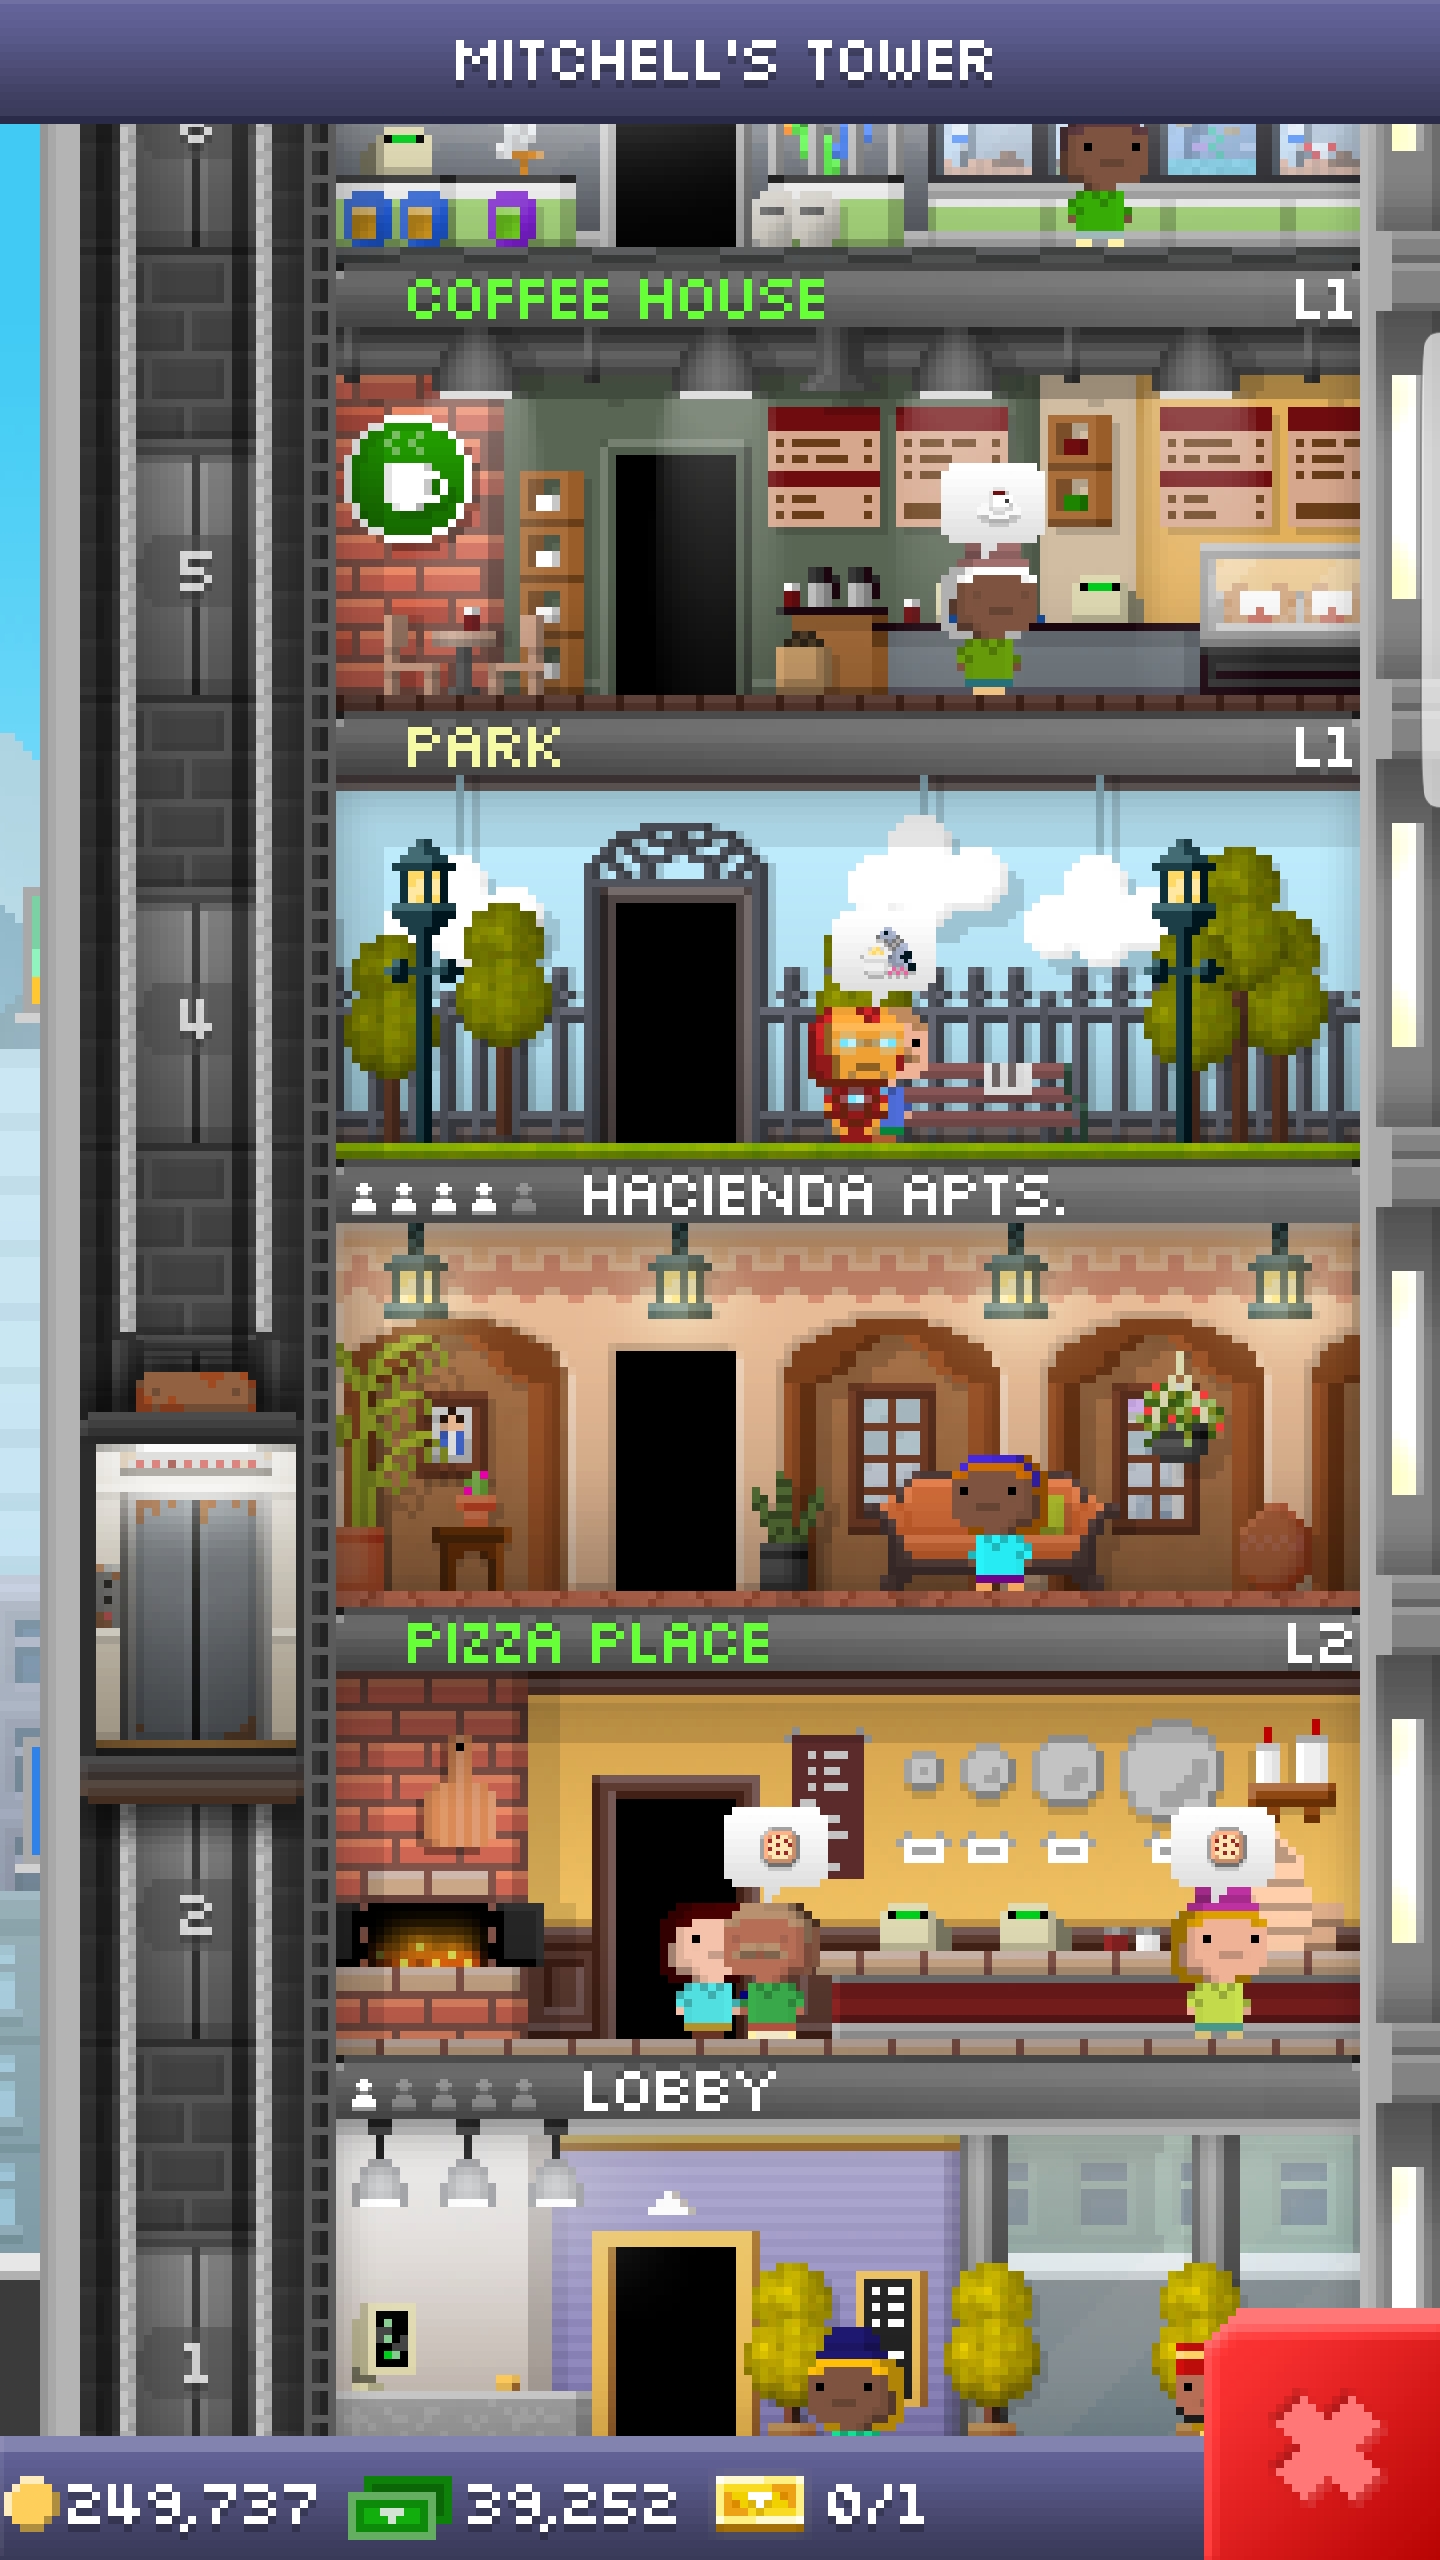 MITCHELL'S TOWER
COFFEE HOUSE L1
5
PARK L1
4
HACIENDA APTS.
PIZZA PLACE L2
2
LOBBY
1
249,737 39,252 0/1